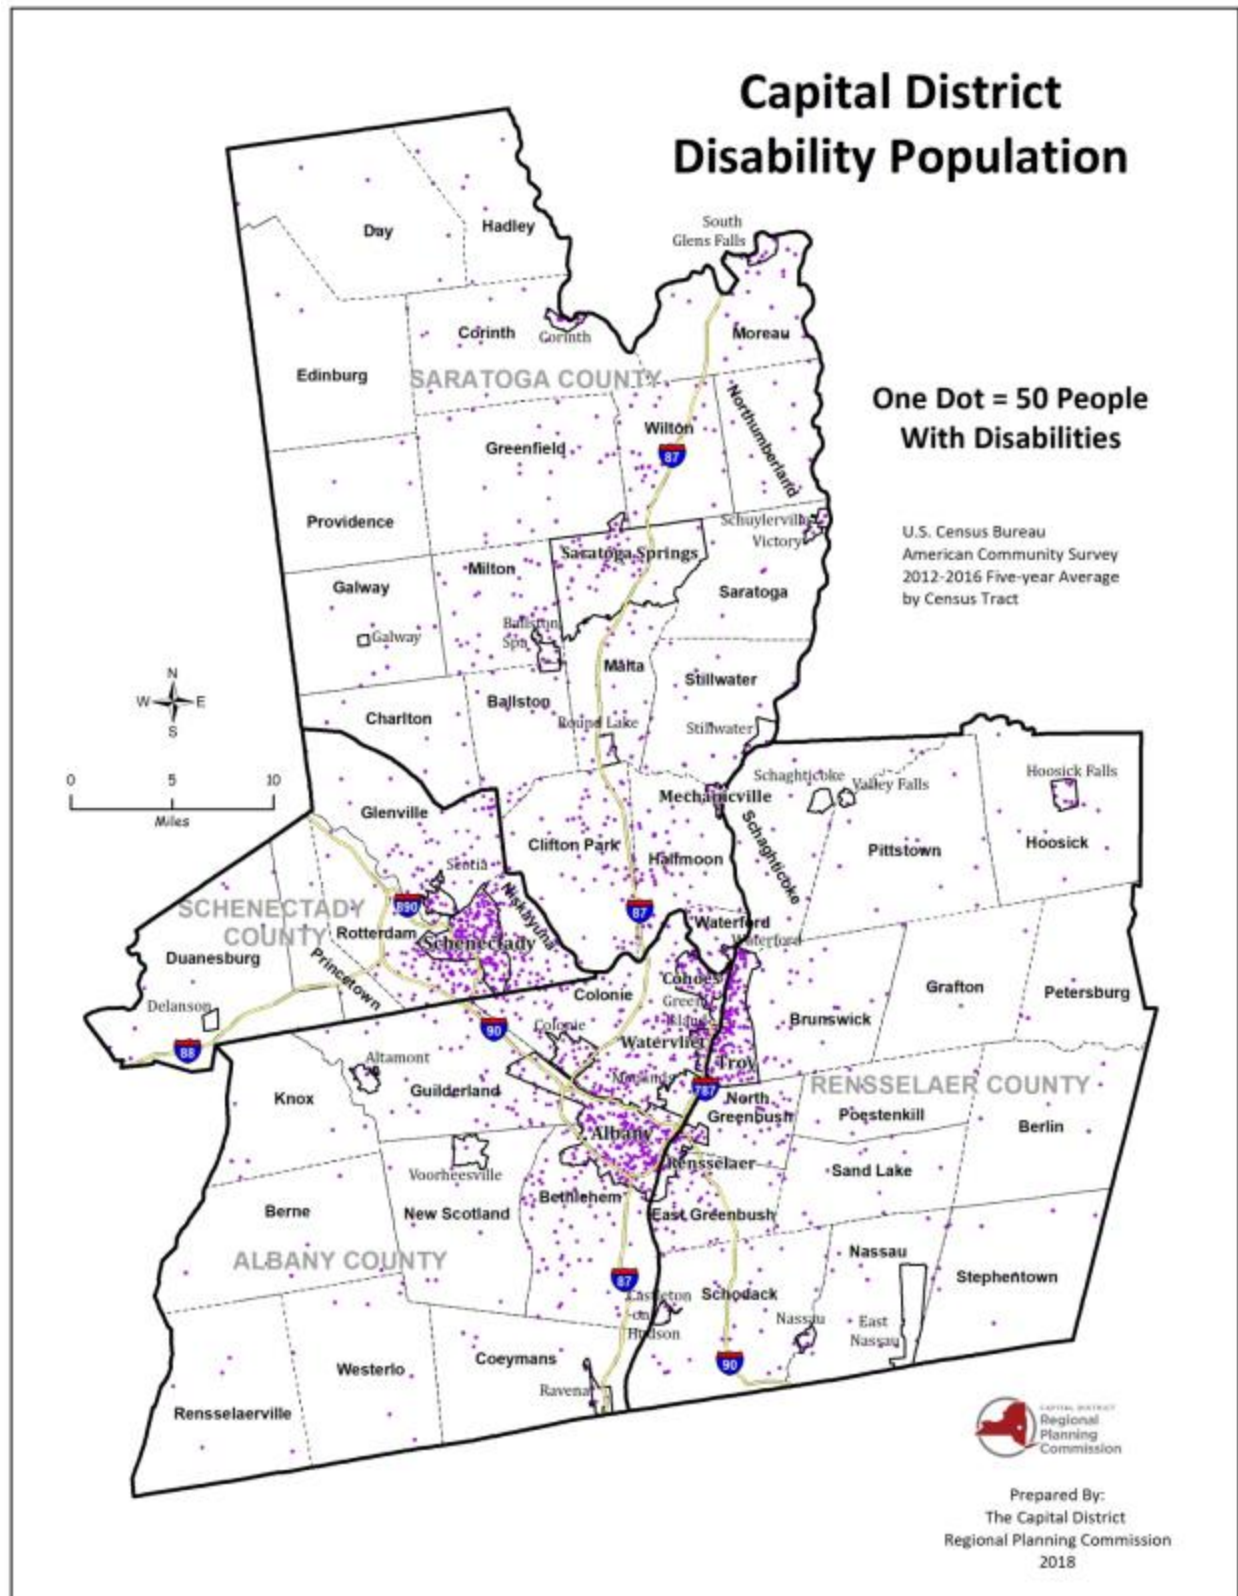 Capital District
Disability Population
South
Glens Falls
Day
Hadley
Corinth
Corinth
Moreau
Edinburg
SARATOGA COUNTY
Northumberland
One Dot = 50 People
With Disabilities
Wilton
Greenfield
87
Providence
Schuylerville
Victory
U.S. Census Bureau
American Community Survey
2012-2016 Five-year Average
by Census Tract
Saratoga Springs
Milton
Galway
Saratoga
Galway
Ballston
Spa
Malta
Stillwater
N
W
E
S
Ballston
Charlton
Round Lake
Stillwater
0
5
10
Miles
Schaghticoke
Valley Falls
Hoosick Falls
Mechanicville
Glenville
Schaghticoke
Clifton Park
Halfmoon
Pittstown
Hoosick
Scotia
Niskayuna
890
87
SCHENECTADY
COUNTY
Rotterdam
Schenectady
Waterford
Waterford
Duanesburg
Princetown
Cohoes
Colonie
Grafton
Petersburg
Delanson
Green
Island
Brunswick
90
Colonie
Watervliet
88
Altamont
Troy
Menands
787
RENSSELAER COUNTY
Knox
Guilderland
North
Greenbush
Poestenkill
Berlin
Albany
Rensselaer
Sand Lake
Voorheesville
Bethlehem
Berne
New Scotland
East Greenbush
ALBANY COUNTY
Nassau
87
Stephentown
Castleton
on
Hudson
Schodack
Nassau
East
Nassau
Coeymans
Westerlo
90
Ravena
Rensselaerville
CAPITAL DISTRICT
Regional
Planning
Commission
Prepared By:
The Capital District
Regional Planning Commission
2018